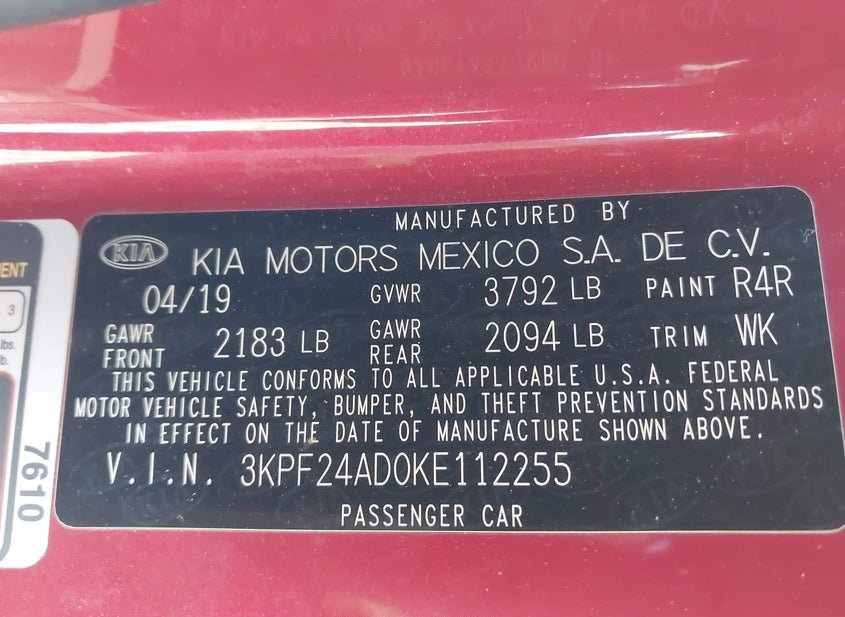 MANUFACTURED BY
KIA KIA MOTORS MEXICO S.A. DE C.V.
04/19 GVWR 3792 LB PAINT R4R
GAWR FRONT 2183 LB GAWR REAR 2094 LB TRIM WK
THIS VEHICLE CONFORMS TO ALL APPLICABLE U.S.A. FEDERAL
MOTOR VEHICLE SAFETY, BUMPER, AND THEFT PREVENTION STANDARDS
IN EFFECT ON THE DATE OF MANUFACTURE SHOWN ABOVE.
V.I.N. 3KPF24AD0KE112255
PASSENGER CAR
3
lbs.
lb.
7610